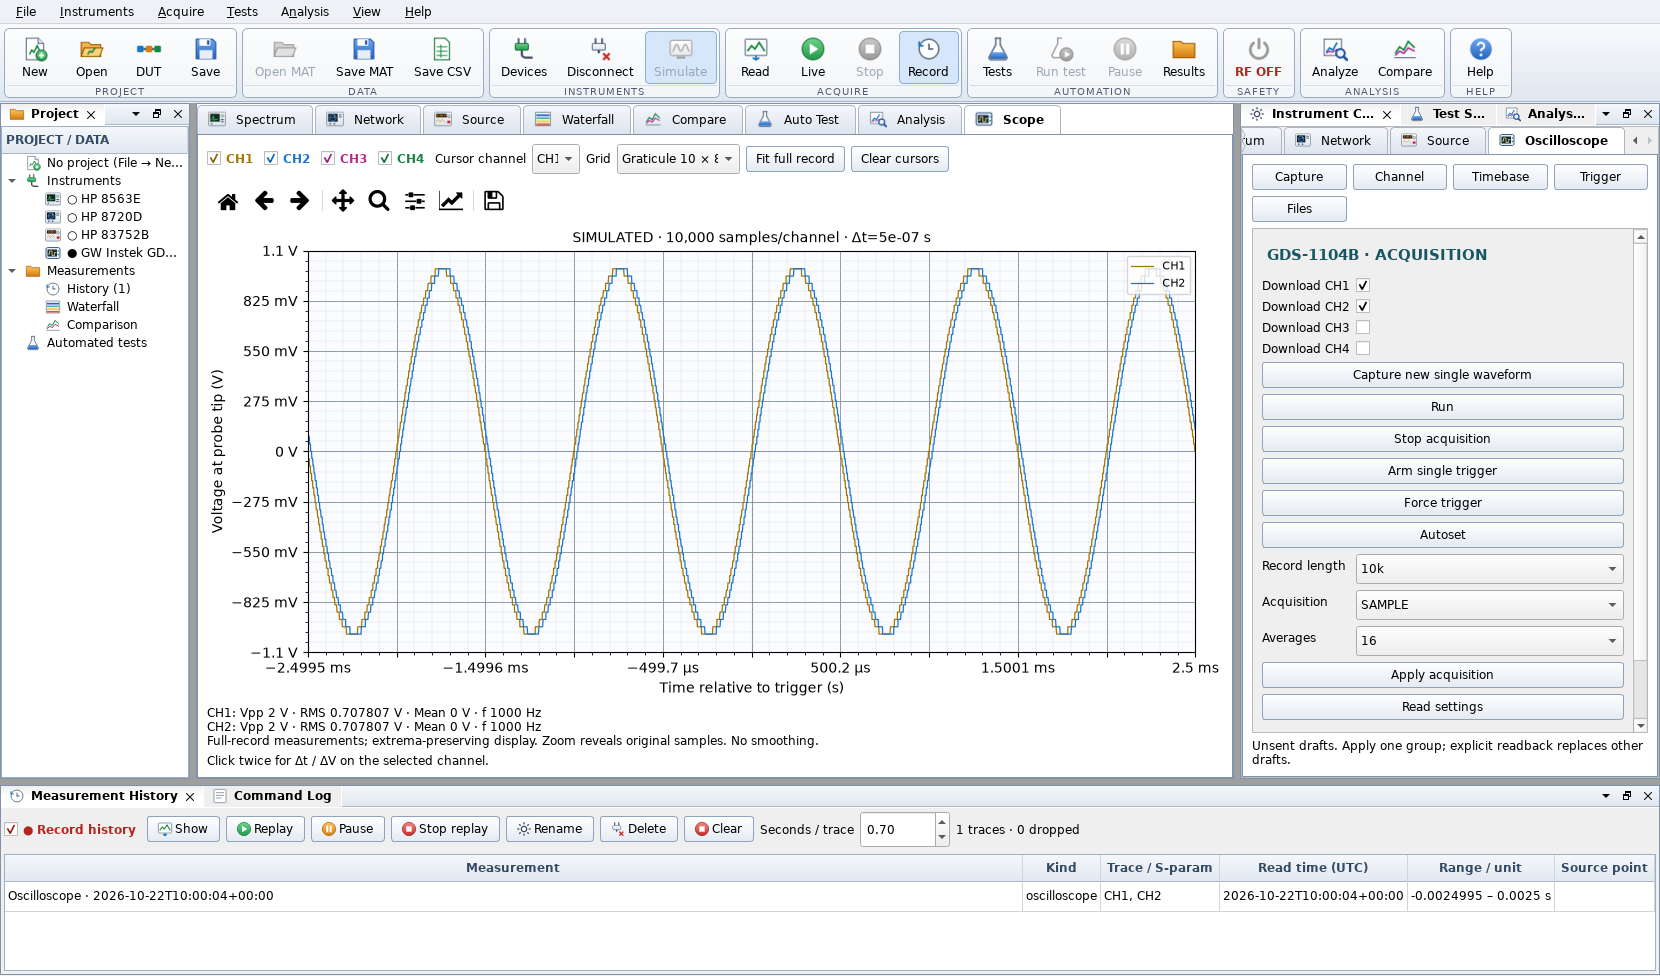 File Instruments Acquire Tests Analysis View Help
New Open DUT Save Open MAT Save MAT Save CSV Devices Disconnect Simulate Read Live Stop Record Tests Run test Pause Results RF OFF Analyze Compare Help
PROJECT DATA INSTRUMENTS ACQUIRE AUTOMATION SAFETY ANALYSIS HELP
Project
PROJECT / DATA
No project (File → Ne...
Instruments
HP 8563E
HP 8720D
HP 83752B
GW Instek GD...
Measurements
History (1)
Waterfall
Comparison
Automated tests
Spectrum Network Source Waterfall Compare Auto Test Analysis Scope
CH1 CH2 CH3 CH4 Cursor channel CH1 Grid Graticule 10 × 8 Fit full record Clear cursors
SIMULATED · 10,000 samples/channel · Δt=5e-07 s
CH1
CH2
1.1 V
825 mV
550 mV
275 mV
0 V
−275 mV
−550 mV
−825 mV
−1.1 V
Voltage at probe tip (V)
−2.4995 ms −1.4996 ms −499.7 µs 500.2 µs 1.5001 ms 2.5 ms
Time relative to trigger (s)
CH1: Vpp 2 V · RMS 0.707807 V · Mean 0 V · f 1000 Hz
CH2: Vpp 2 V · RMS 0.707807 V · Mean 0 V · f 1000 Hz
Full-record measurements; extrema-preserving display. Zoom reveals original samples. No smoothing.
Click twice for Δt / ΔV on the selected channel.
Instrument C... Test S... Analys...
um Network Source Oscilloscope
Capture Channel Timebase Trigger
Files
GDS-1104B · ACQUISITION
Download CH1
Download CH2
Download CH3
Download CH4
Capture new single waveform
Run
Stop acquisition
Arm single trigger
Force trigger
Autoset
Record length 10k
Acquisition SAMPLE
Averages 16
Apply acquisition
Read settings
Unsent drafts. Apply one group; explicit readback replaces other
drafts.
Measurement History Command Log
Record history Show Replay Pause Stop replay Rename Delete Clear Seconds / trace 0.70 1 traces · 0 dropped
Measurement Kind Trace / S-param Read time (UTC) Range / unit Source point
Oscilloscope · 2026-10-22T10:00:04+00:00 oscilloscope CH1, CH2 2026-10-22T10:00:04+00:00 -0.0024995 – 0.0025 s